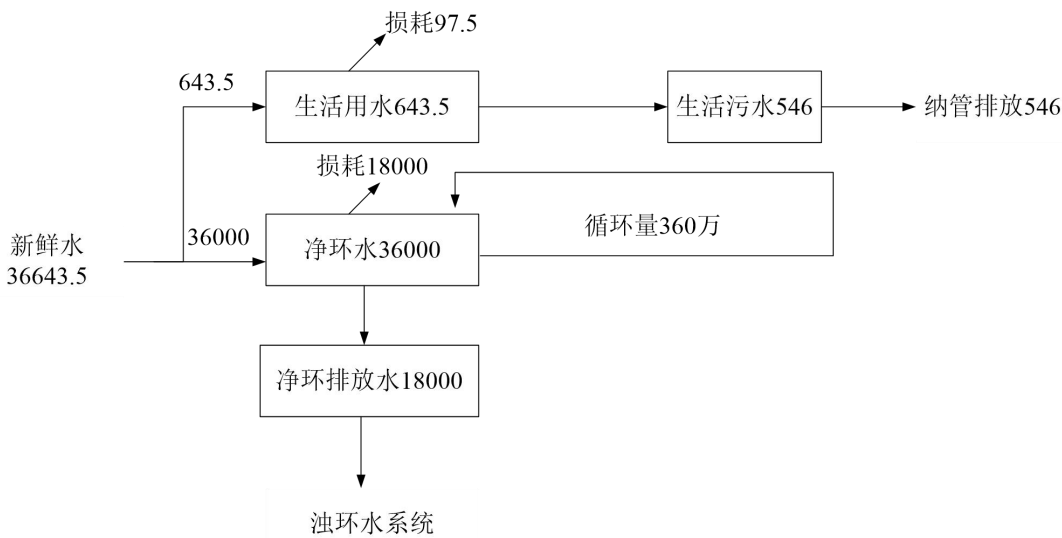 损耗97.5
643.5
生活用水643.5
生活污水546
纳管排放546
损耗18000
循环量360万
新鲜水
36643.5
36000
净环水36000
净环排放水18000
浊环水系统